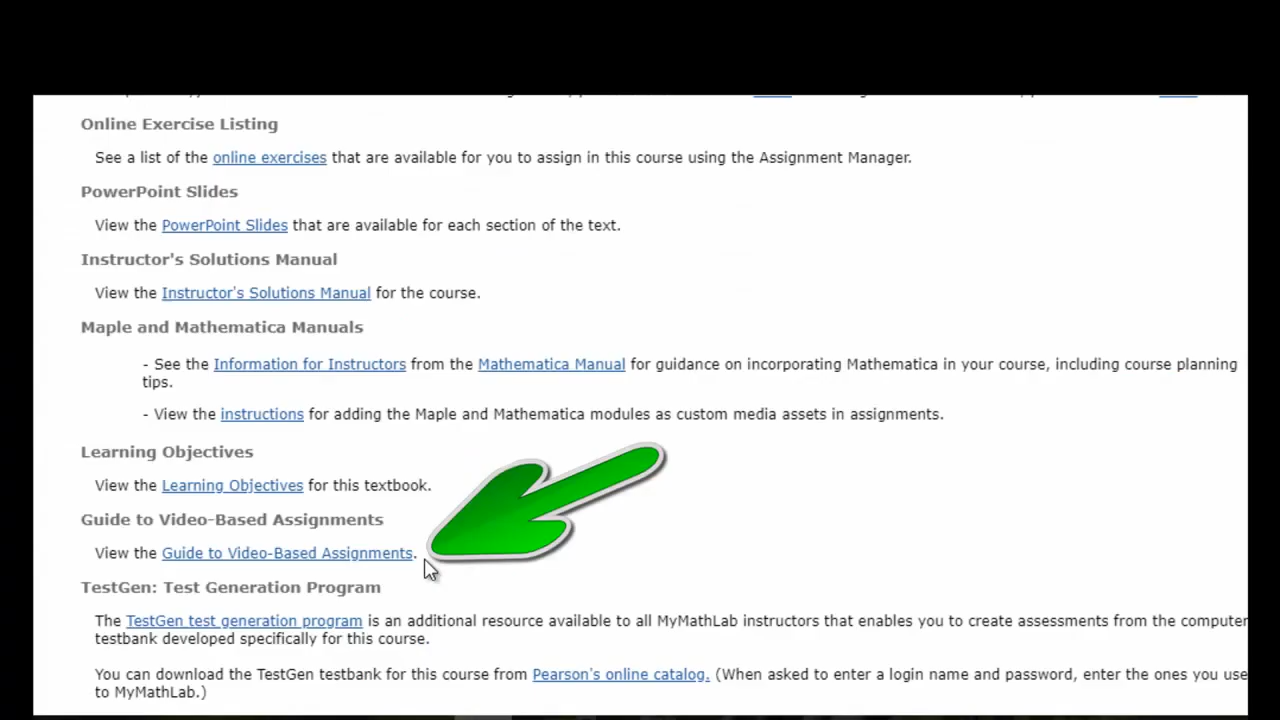 Online Exercise Listing
See a list of the online exercises that are available for you to assign in this course using the Assignment Manager.
PowerPoint Slides
View the PowerPoint Slides that are available for each section of the text.
Instructor's Solutions Manual
View the Instructor's Solutions Manual for the course.
Maple and Mathematica Manuals
- See the Information for Instructors from the Mathematica Manual for guidance on incorporating Mathematica in your course, including course planning
tips.
- View the instructions for adding the Maple and Mathematica modules as custom media assets in assignments.
Learning Objectives
View the Learning Objectives for this textbook.
Guide to Video-Based Assignments
View the Guide to Video-Based Assignments.
TestGen: Test Generation Program
The TestGen test generation program is an additional resource available to all MyMathLab instructors that enables you to create assessments from the computer
testbank developed specifically for this course.
You can download the TestGen testbank for this course from Pearson's online catalog. (When asked to enter a login name and password, enter the ones you use
to MyMathLab.)